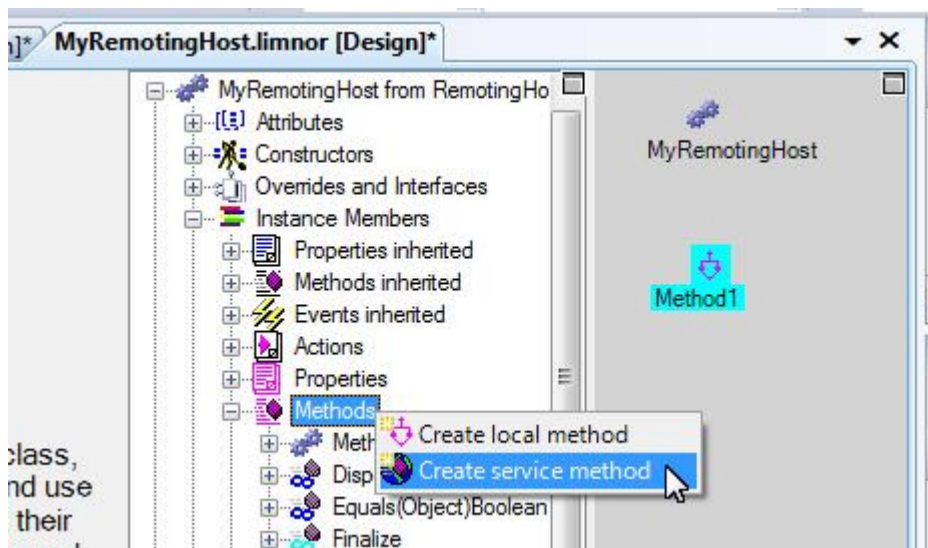 ]*
MyRemotingHost.limnor [Design]*
MyRemotingHost from RemotingHo
Attributes
Constructors
Overrides and Interfaces
Instance Members
Properties inherited
Methods inherited
Events inherited
Actions
Properties
Methods
Meth
Disp
Equals(Object)Boolean
Finalize
Create local method
Create service method
MyRemotingHost
Method1
class,
nd use
their